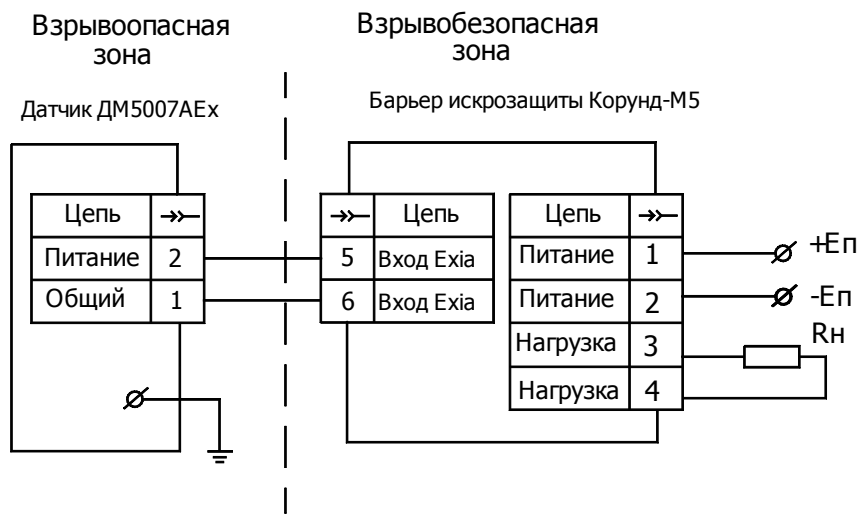 Взрывоопасная
зона
Взрывобезопасная
зона
Датчик ДМ5007АЕх
Барьер искрозащиты Корунд-М5
Цепь
Питание 2
Общий 1
Цепь
5 Вход Exia
6 Вход Exia
Цепь
Питание 1
Питание 2
Нагрузка 3
Нагрузка 4
+Еп
-Еп
Rн